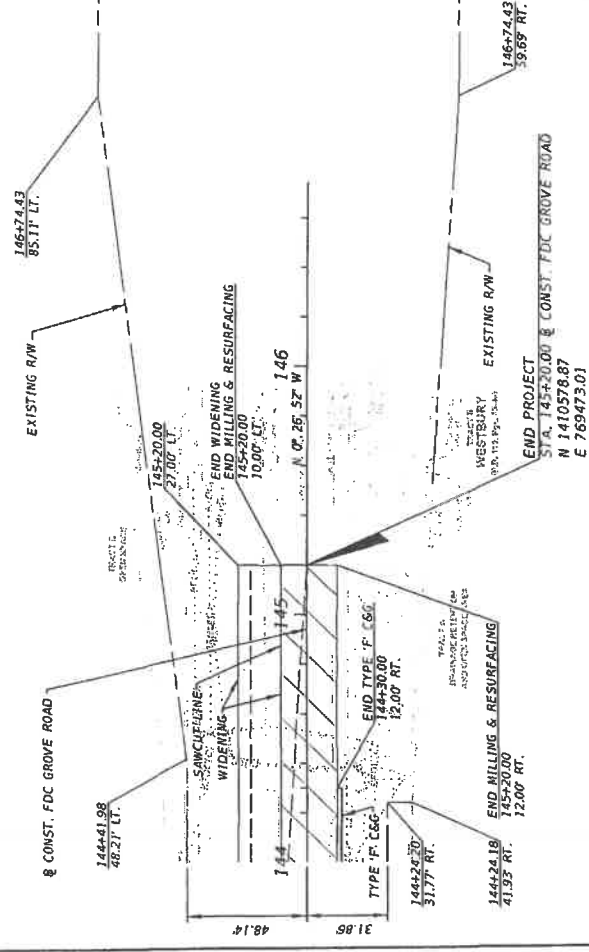 EXISTING R/W
146+74.43
85.11' LT.
℄ CONST. FDC GROVE ROAD
144+41.98
48.21' LT.
145+20.00
27.00' LT.
SAWCUT LINE
WIDENING
END WIDENING
END MILLING & RESURFACING
145+20.00
10.00' LT.
144
145
146
N 0° 26' 52" W
48.14'
31.86'
TYPE 'F' C&G
END TYPE 'F' C&G
144+30.00
12.00' RT.
144+24.20
31.77' RT.
144+24.18
41.93' RT.
END MILLING & RESURFACING
145+20.00
12.00' RT.
WESTBURY
EXISTING R/W
END PROJECT
STA. 145+20.00 ℄ CONST. FDC GROVE ROAD
N 1410578.87
E 769473.01
146+74.43
59.69' RT.